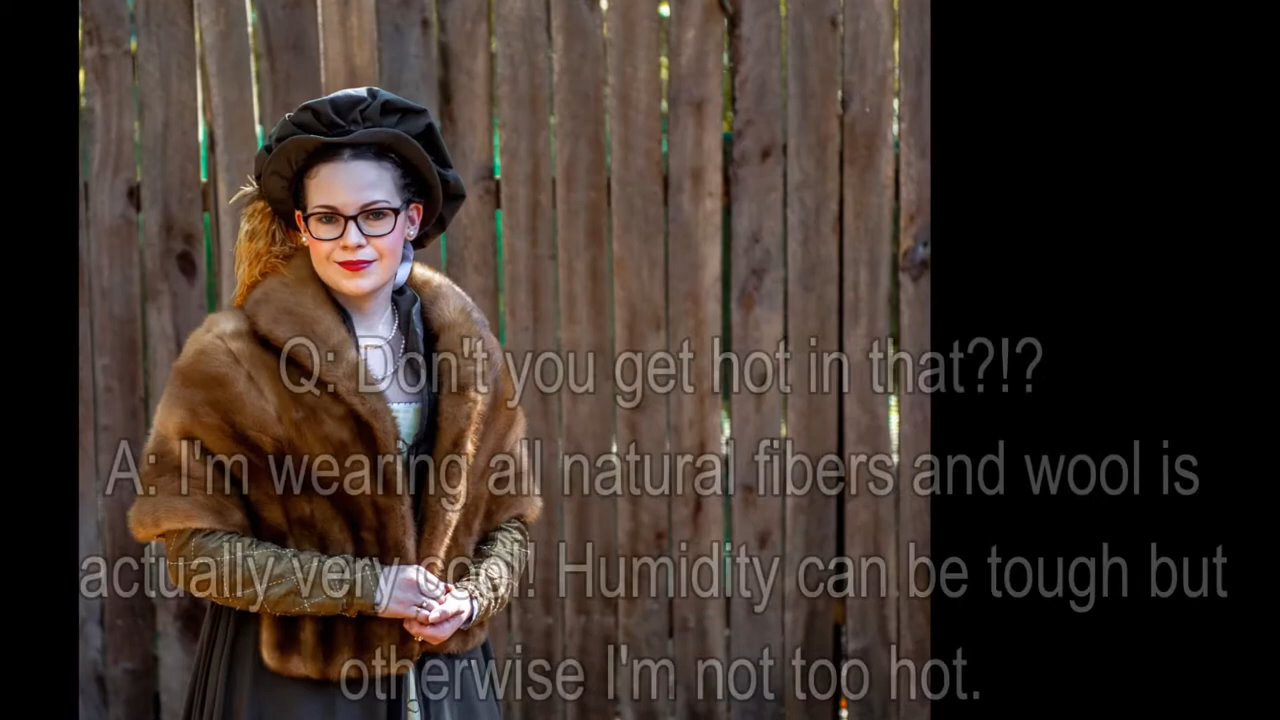 Q: Don't you get hot in that?!?
A: I'm wearing all natural fibers and wool is
actually very cool! Humidity can be tough but
otherwise I'm not too hot.